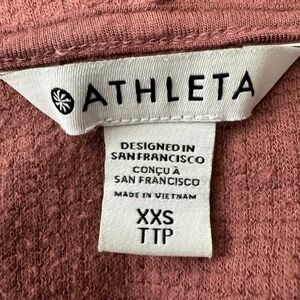 ATHLETA
DESIGNED IN
SAN FRANCISCO
CONÇU À
SAN FRANCISCO
MADE IN VIETNAM
XXS
TTP